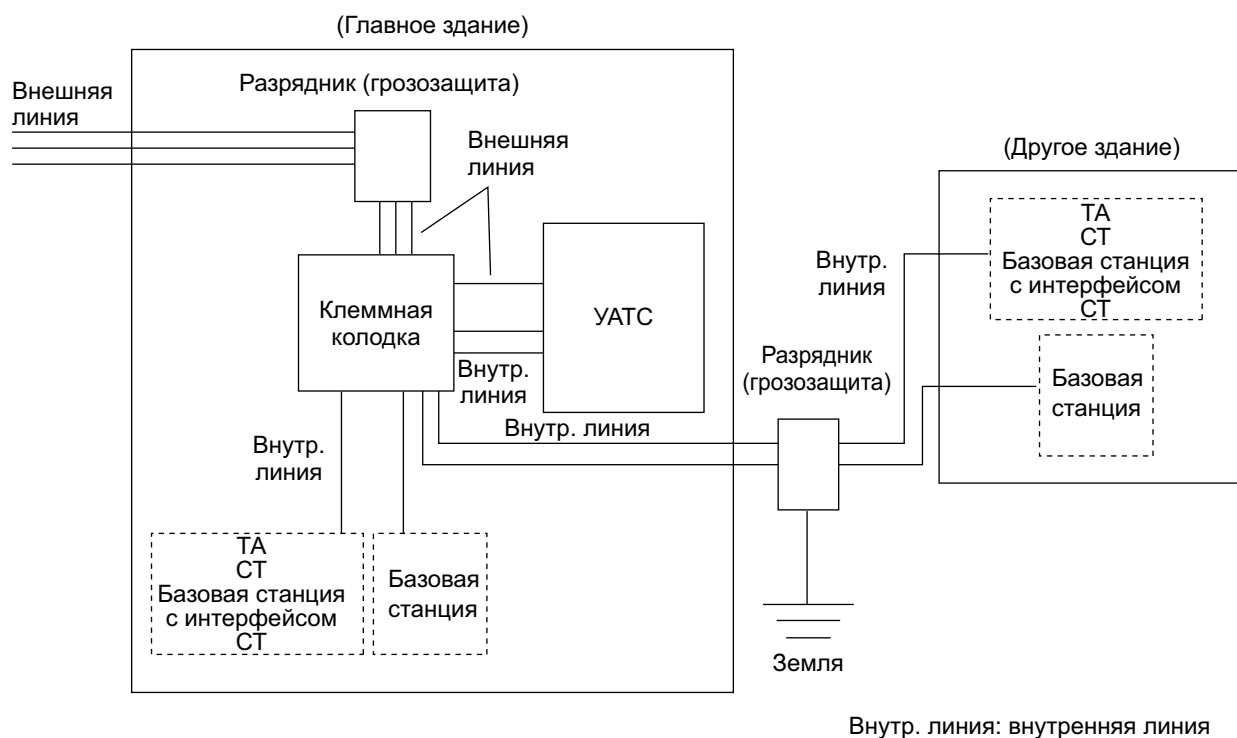 (Главное здание)
Внешняя
линия
Разрядник (грозозащита)
Внешняя
линия
(Другое здание)
Клеммная
колодка
УАТС
Внутр.
линия
ТА
СТ
Базовая станция
с интерфейсом
СТ
Внутр.
линия
Разрядник
(грозозащита)
Базовая
станция
Внутр. линия
Внутр.
линия
ТА
СТ
Базовая станция
с интерфейсом
СТ
Базовая
станция
Земля
Внутр. линия: внутренняя линия